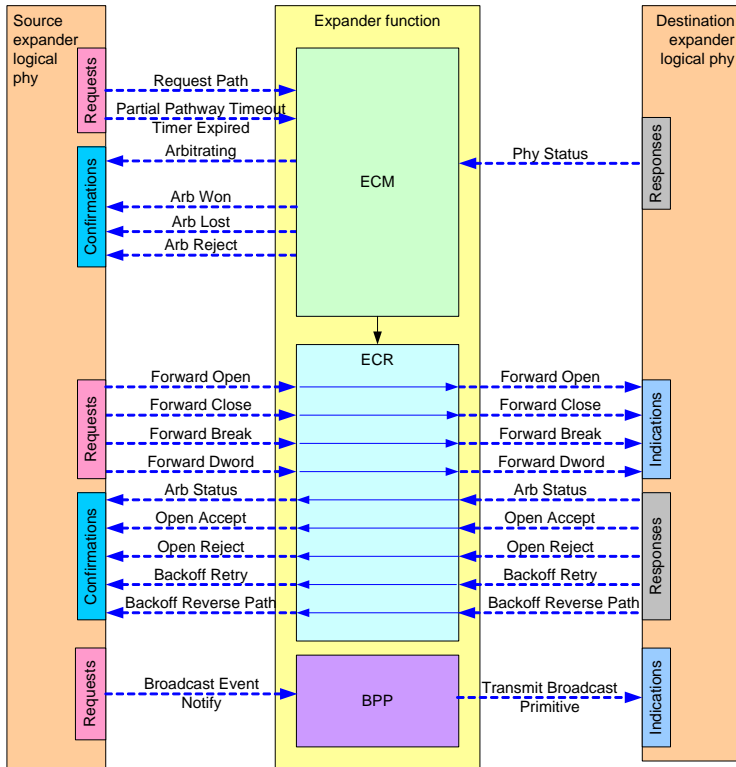 Source
expander
logical
phy
Expander function
Destination
expander
logical phy
Requests
Request Path
Partial Pathway Timeout
Timer Expired
Confirmations
Arbitrating
Arb Won
Arb Lost
Arb Reject
ECM
Phy Status
Responses
ECR
Requests
Forward Open
Forward Close
Forward Break
Forward Dword
Forward Open
Forward Close
Forward Break
Forward Dword
Indications
Confirmations
Arb Status
Open Accept
Open Reject
Backoff Retry
Backoff Reverse Path
Arb Status
Open Accept
Open Reject
Backoff Retry
Backoff Reverse Path
Responses
Requests
Broadcast Event
Notify
BPP
Transmit Broadcast
Primitive
Indications